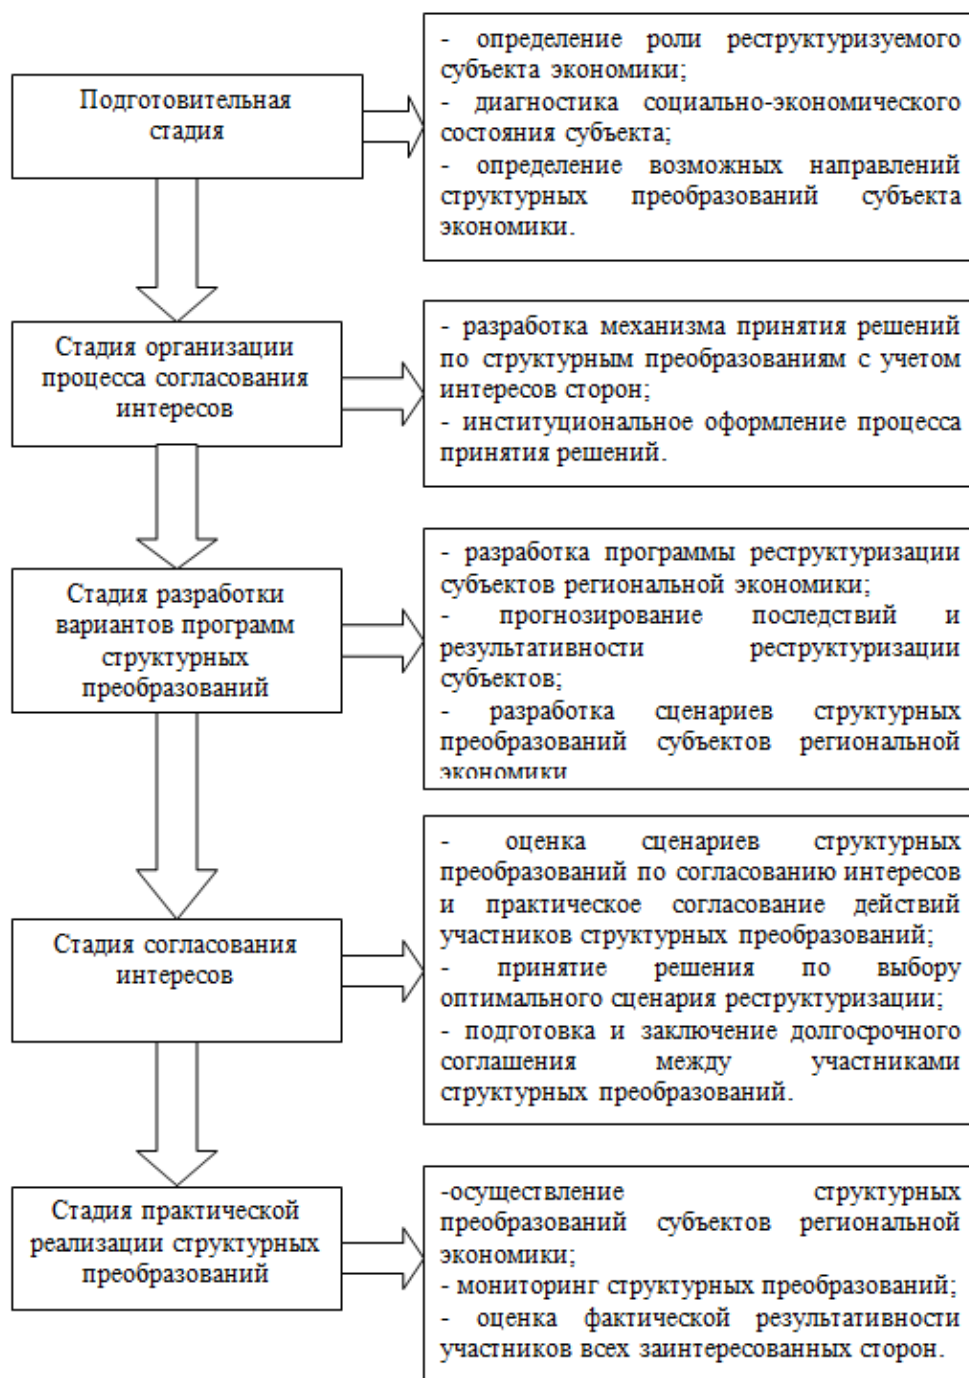 Подготовительная
стадия
- определение роли реструктуризуемого
субъекта экономики;
- диагностика социально-экономического
состояния субъекта;
- определение возможных направлений
структурных преобразований субъекта
экономики.
Стадия организации
процесса согласования
интересов
- разработка механизма принятия решений
по структурным преобразованиям с учетом
интересов сторон;
- институциональное оформление процесса
принятия решений.
Стадия разработки
вариантов программ
структурных
преобразований
- разработка программы реструктуризации
субъектов региональной экономики;
- прогнозирование последствий и
результативности реструктуризации
субъектов;
- разработка сценариев структурных
преобразований субъектов региональной
экономики
Стадия согласования
интересов
- оценка сценариев структурных
преобразований по согласованию интересов
и практическое согласование действий
участников структурных преобразований;
- принятие решения по выбору
оптимального сценария реструктуризации;
- подготовка и заключение долгосрочного
соглашения между участниками
структурных преобразований.
Стадия практической
реализации структурных
преобразований
-осуществление структурных
преобразований субъектов региональной
экономики;
- мониторинг структурных преобразований;
- оценка фактической результативности
участников всех заинтересованных сторон.